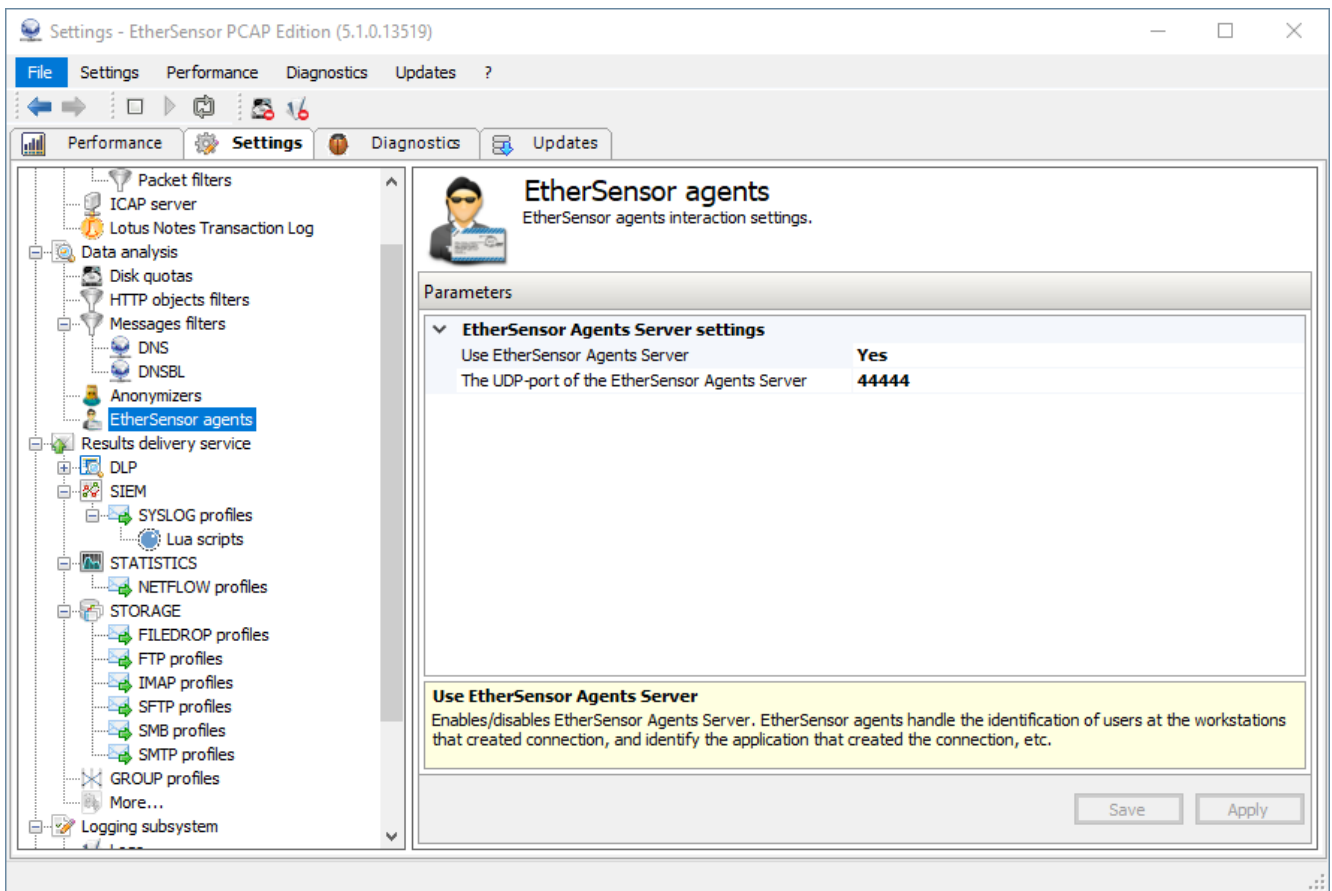 Settings - EtherSensor PCAP Edition (5.1.0.13519)
File Settings Performance Diagnostics Updates ?
Performance Settings Diagnostics Updates
Packet filters
ICAP server
Lotus Notes Transaction Log
Data analysis
Disk quotas
HTTP objects filters
Messages filters
DNS
DNSBL
Anonymizers
EtherSensor agents
Results delivery service
DLP
SIEM
SYSLOG profiles
Lua scripts
STATISTICS
NETFLOW profiles
STORAGE
FILEDROP profiles
FTP profiles
IMAP profiles
SFTP profiles
SMB profiles
SMTP profiles
GROUP profiles
More...
Logging subsystem
EtherSensor agents
EtherSensor agents interaction settings.
Parameters
EtherSensor Agents Server settings
Use EtherSensor Agents Server Yes
The UDP-port of the EtherSensor Agents Server 44444
Use EtherSensor Agents Server
Enables/disables EtherSensor Agents Server. EtherSensor agents handle the identification of users at the workstations
that created connection, and identify the application that created the connection, etc.
Save Apply